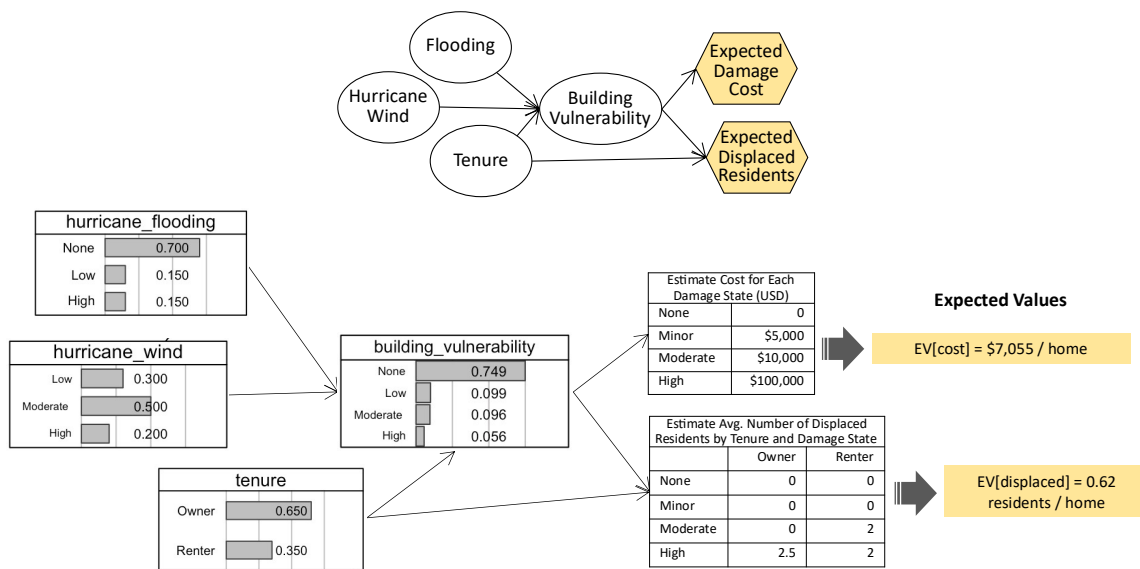 Flooding
Hurricane
Wind
Tenure
Building
Vulnerability
Expected
Damage
Cost
Expected
Displaced
Residents
hurricane_flooding
None 0.700
Low 0.150
High 0.150
hurricane_wind
Low 0.300
Moderate 0.500
High 0.200
tenure
Owner 0.650
Renter 0.350
building_vulnerability
None 0.749
Low 0.099
Moderate 0.096
High 0.056
Estimate Cost for Each
Damage State (USD)
None 0
Minor $5,000
Moderate $10,000
High $100,000
Estimate Avg. Number of Displaced
Residents by Tenure and Damage State
Owner Renter
None 0 0
Minor 0 0
Moderate 0 2
High 2.5 2
Expected Values
EV[cost] = $7,055 / home
EV[displaced] = 0.62
residents / home